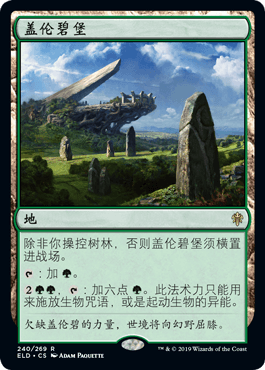 盖伦碧堡
地
除非你操控树林，否则盖伦碧堡须横置
进战场。
：加。
2，：加六点。此法术力只能用
来施放生物咒语，或是起动生物的异能。
欠缺盖伦碧的力量，世境将向幻野屈膝。
240/269 R
ELD • CS ADAM PAQUETTE
™ & © 2019 Wizards of the Coast